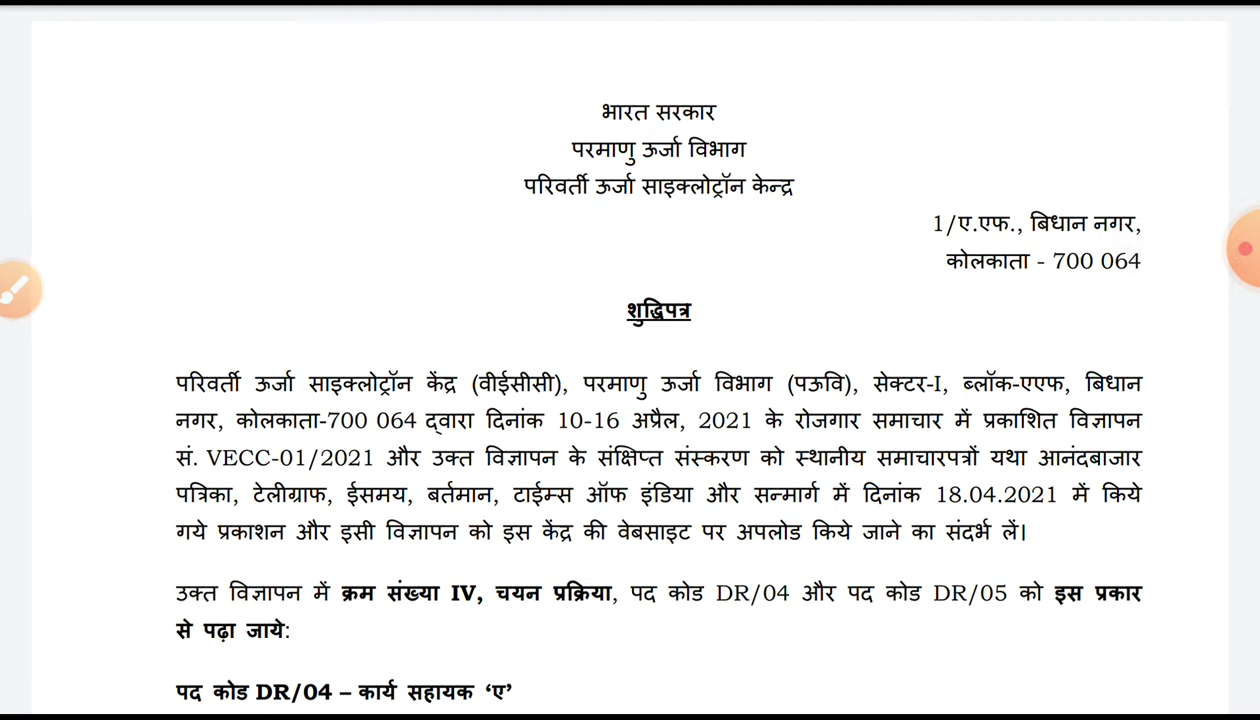 भारत सरकार
परमाणु ऊर्जा विभाग
परिवर्ती ऊर्जा साइक्लोट्रॉन केन्द्र
1/ए.एफ., बिधान नगर,
कोलकाता - 700 064
शुद्धिपत्र
परिवर्ती ऊर्जा साइक्लोट्रॉन केंद्र (वीईसीसी), परमाणु ऊर्जा विभाग (पऊवि), सेक्टर-I, ब्लॉक-एएफ, बिधान
नगर, कोलकाता-700 064 द्वारा दिनांक 10-16 अप्रैल, 2021 के रोजगार समाचार में प्रकाशित विज्ञापन
सं. VECC-01/2021 और उक्त विज्ञापन के संक्षिप्त संस्करण को स्थानीय समाचारपत्रों यथा आनंदबाजार
पत्रिका, टेलीग्राफ, ईसमय, बर्तमान, टाईम्स ऑफ इंडिया और सन्मार्ग में दिनांक 18.04.2021 में किये
गये प्रकाशन और इसी विज्ञापन को इस केंद्र की वेबसाइट पर अपलोड किये जाने का संदर्भ लें।
उक्त विज्ञापन में क्रम संख्या IV, चयन प्रक्रिया, पद कोड DR/04 और पद कोड DR/05 को इस प्रकार
से पढ़ा जाये:
पद कोड DR/04 – कार्य सहायक ‘ए’